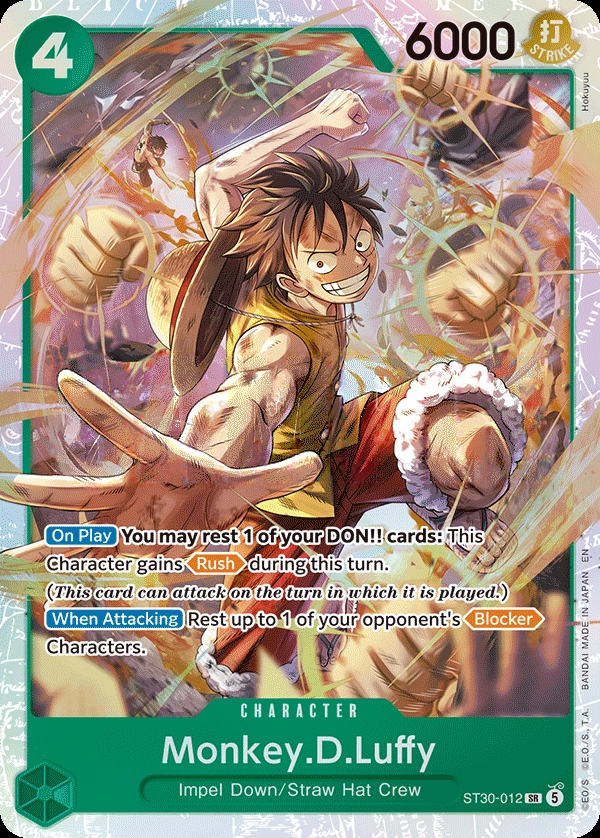 4
6000
打
STRIKE
Hokuyuu
On Play You may rest 1 of your DON!! cards: This
Character gains Rush during this turn.
(This card can attack on the turn in which it is played.)
When Attacking Rest up to 1 of your opponent's Blocker
Characters.
CHARACTER
Monkey.D.Luffy
Impel Down/Straw Hat Crew
ST30-012 SR 5
©E.O/S ©E.O./S., T.A. BANDAI MADE IN JAPAN EN